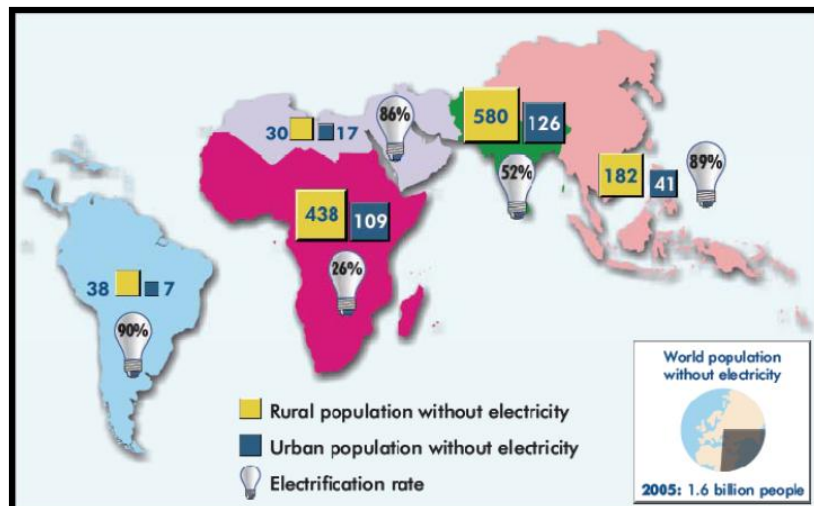 86%
580
126
30
17
52%
182
41
89%
438
109
26%
38
7
90%
World population
without electricity
2005: 1.6 billion people
Rural population without electricity
Urban population without electricity
Electrification rate